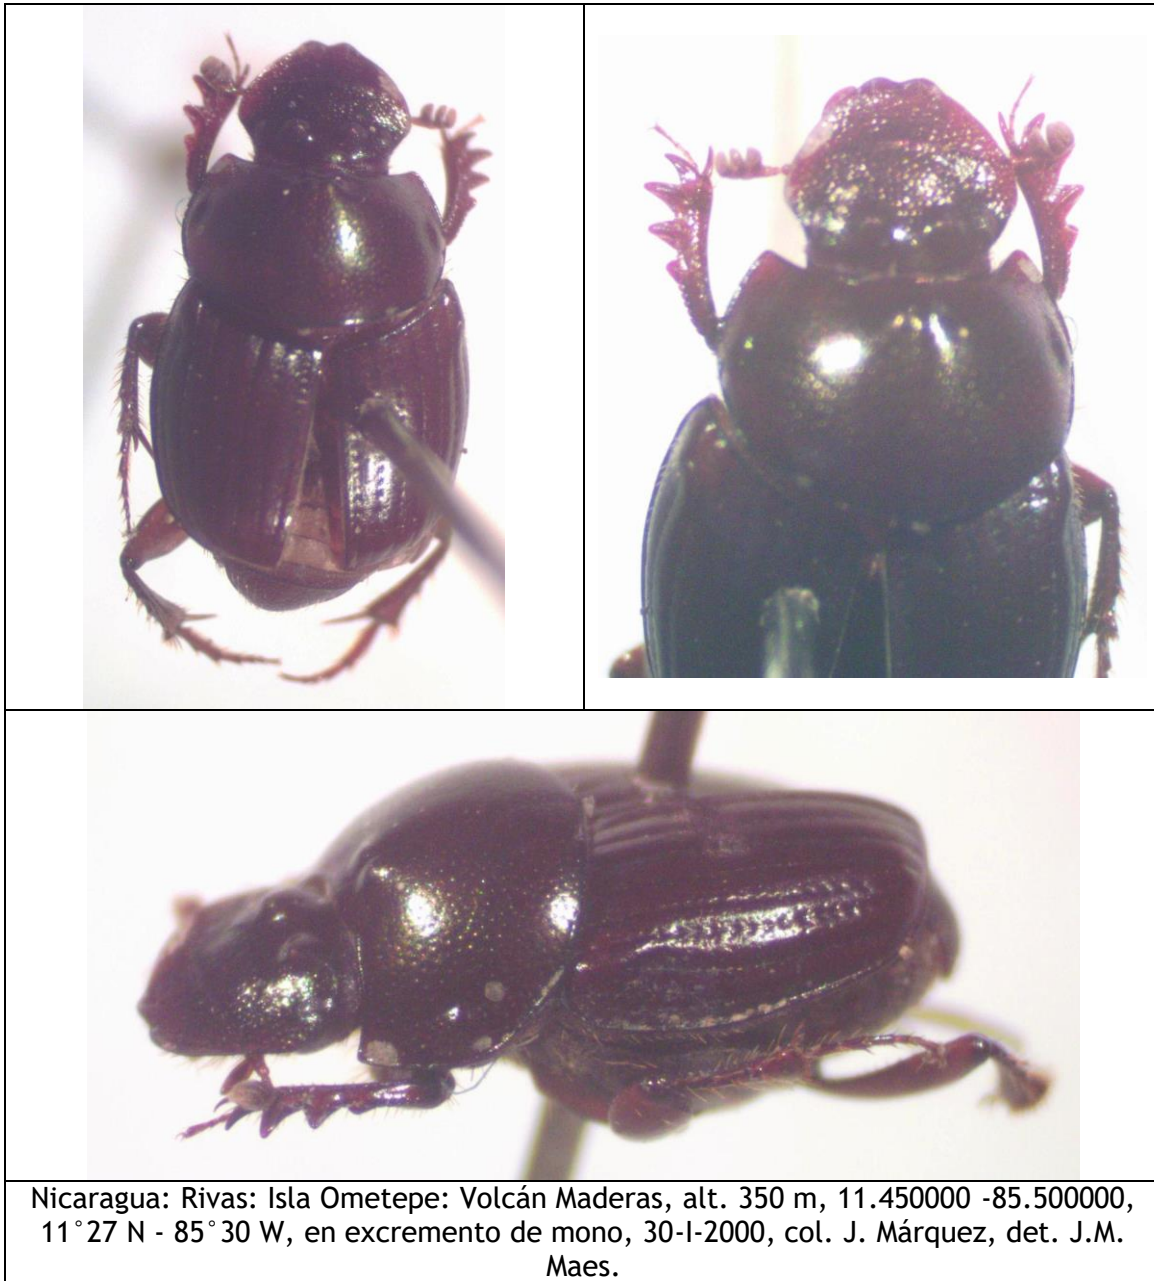 Nicaragua: Rivas: Isla Ometepe: Volcán Maderas, alt. 350 m, 11.450000 -85.500000,
11°27 N - 85°30 W, en excremento de mono, 30-I-2000, col. J. Márquez, det. J.M.
Maes.